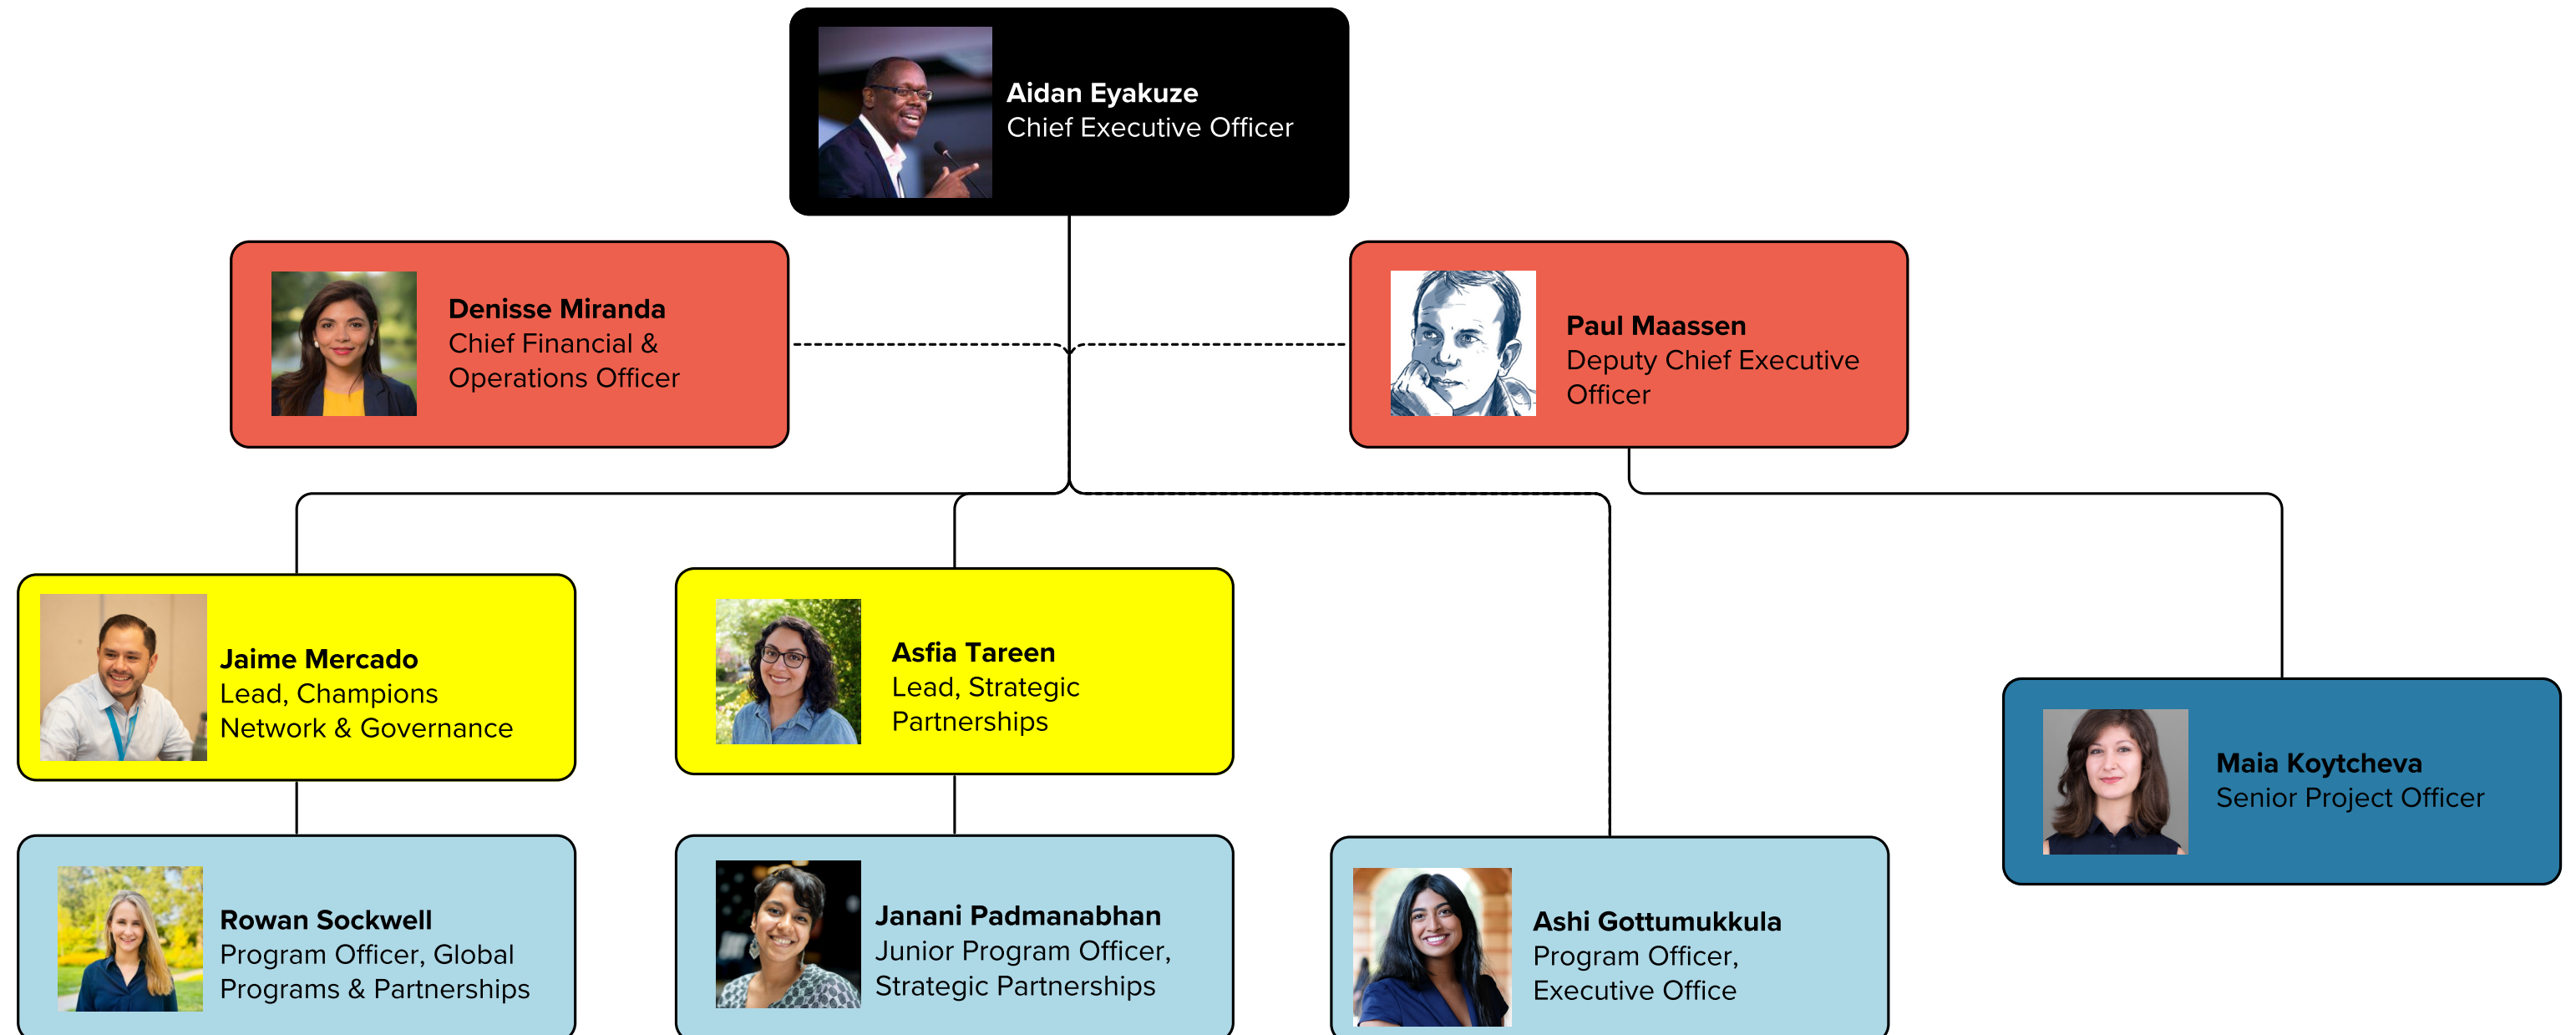 Aidan Eyakuze
Chief Executive Officer
Denisse Miranda
Chief Financial &
Operations Officer
Paul Maassen
Deputy Chief Executive
Officer
Jaime Mercado
Lead, Champions
Network & Governance
Asfia Tareen
Lead, Strategic
Partnerships
Maia Koytcheva
Senior Project Officer
Rowan Sockwell
Program Officer, Global
Programs & Partnerships
Janani Padmanabhan
Junior Program Officer,
Strategic Partnerships
Ashi Gottumukkula
Program Officer,
Executive Office